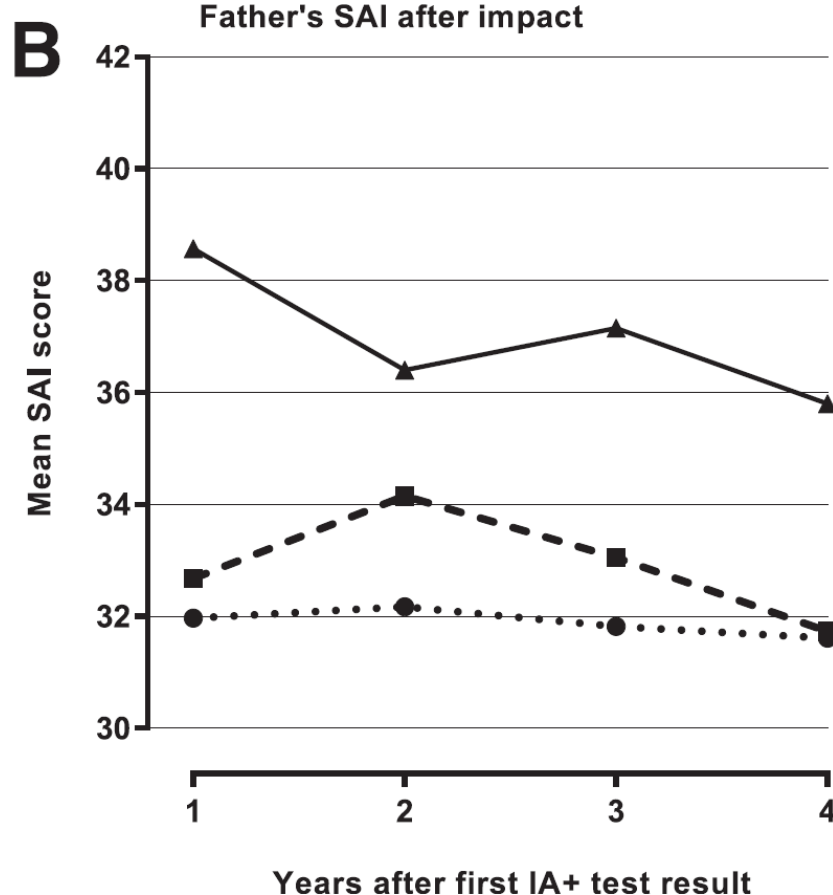 Father's SAI after impact
B
42
40
38
36
34
32
30
Mean SAI score
1 2 3 4
Years after first IA+ test result